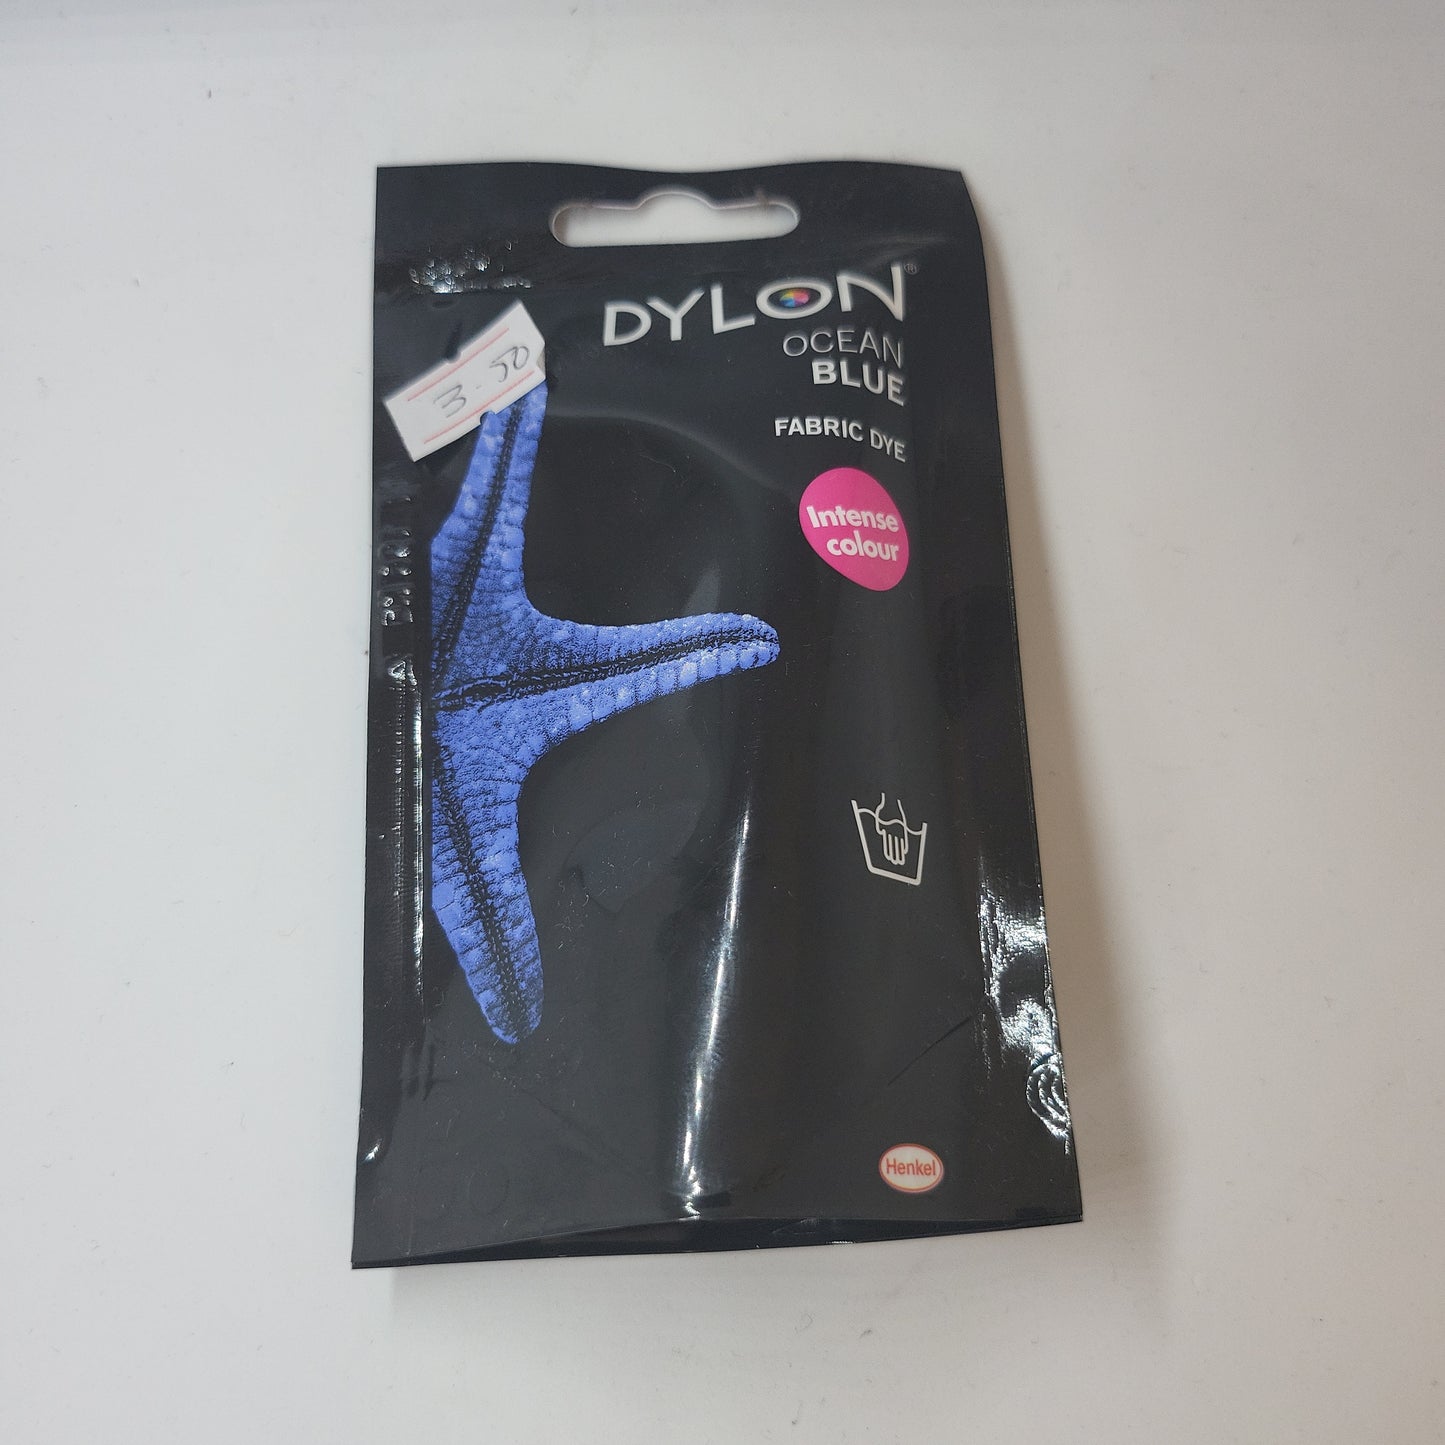 DYLON®
OCEAN
BLUE
FABRIC DYE
3-50
Intense
colour
Henkel